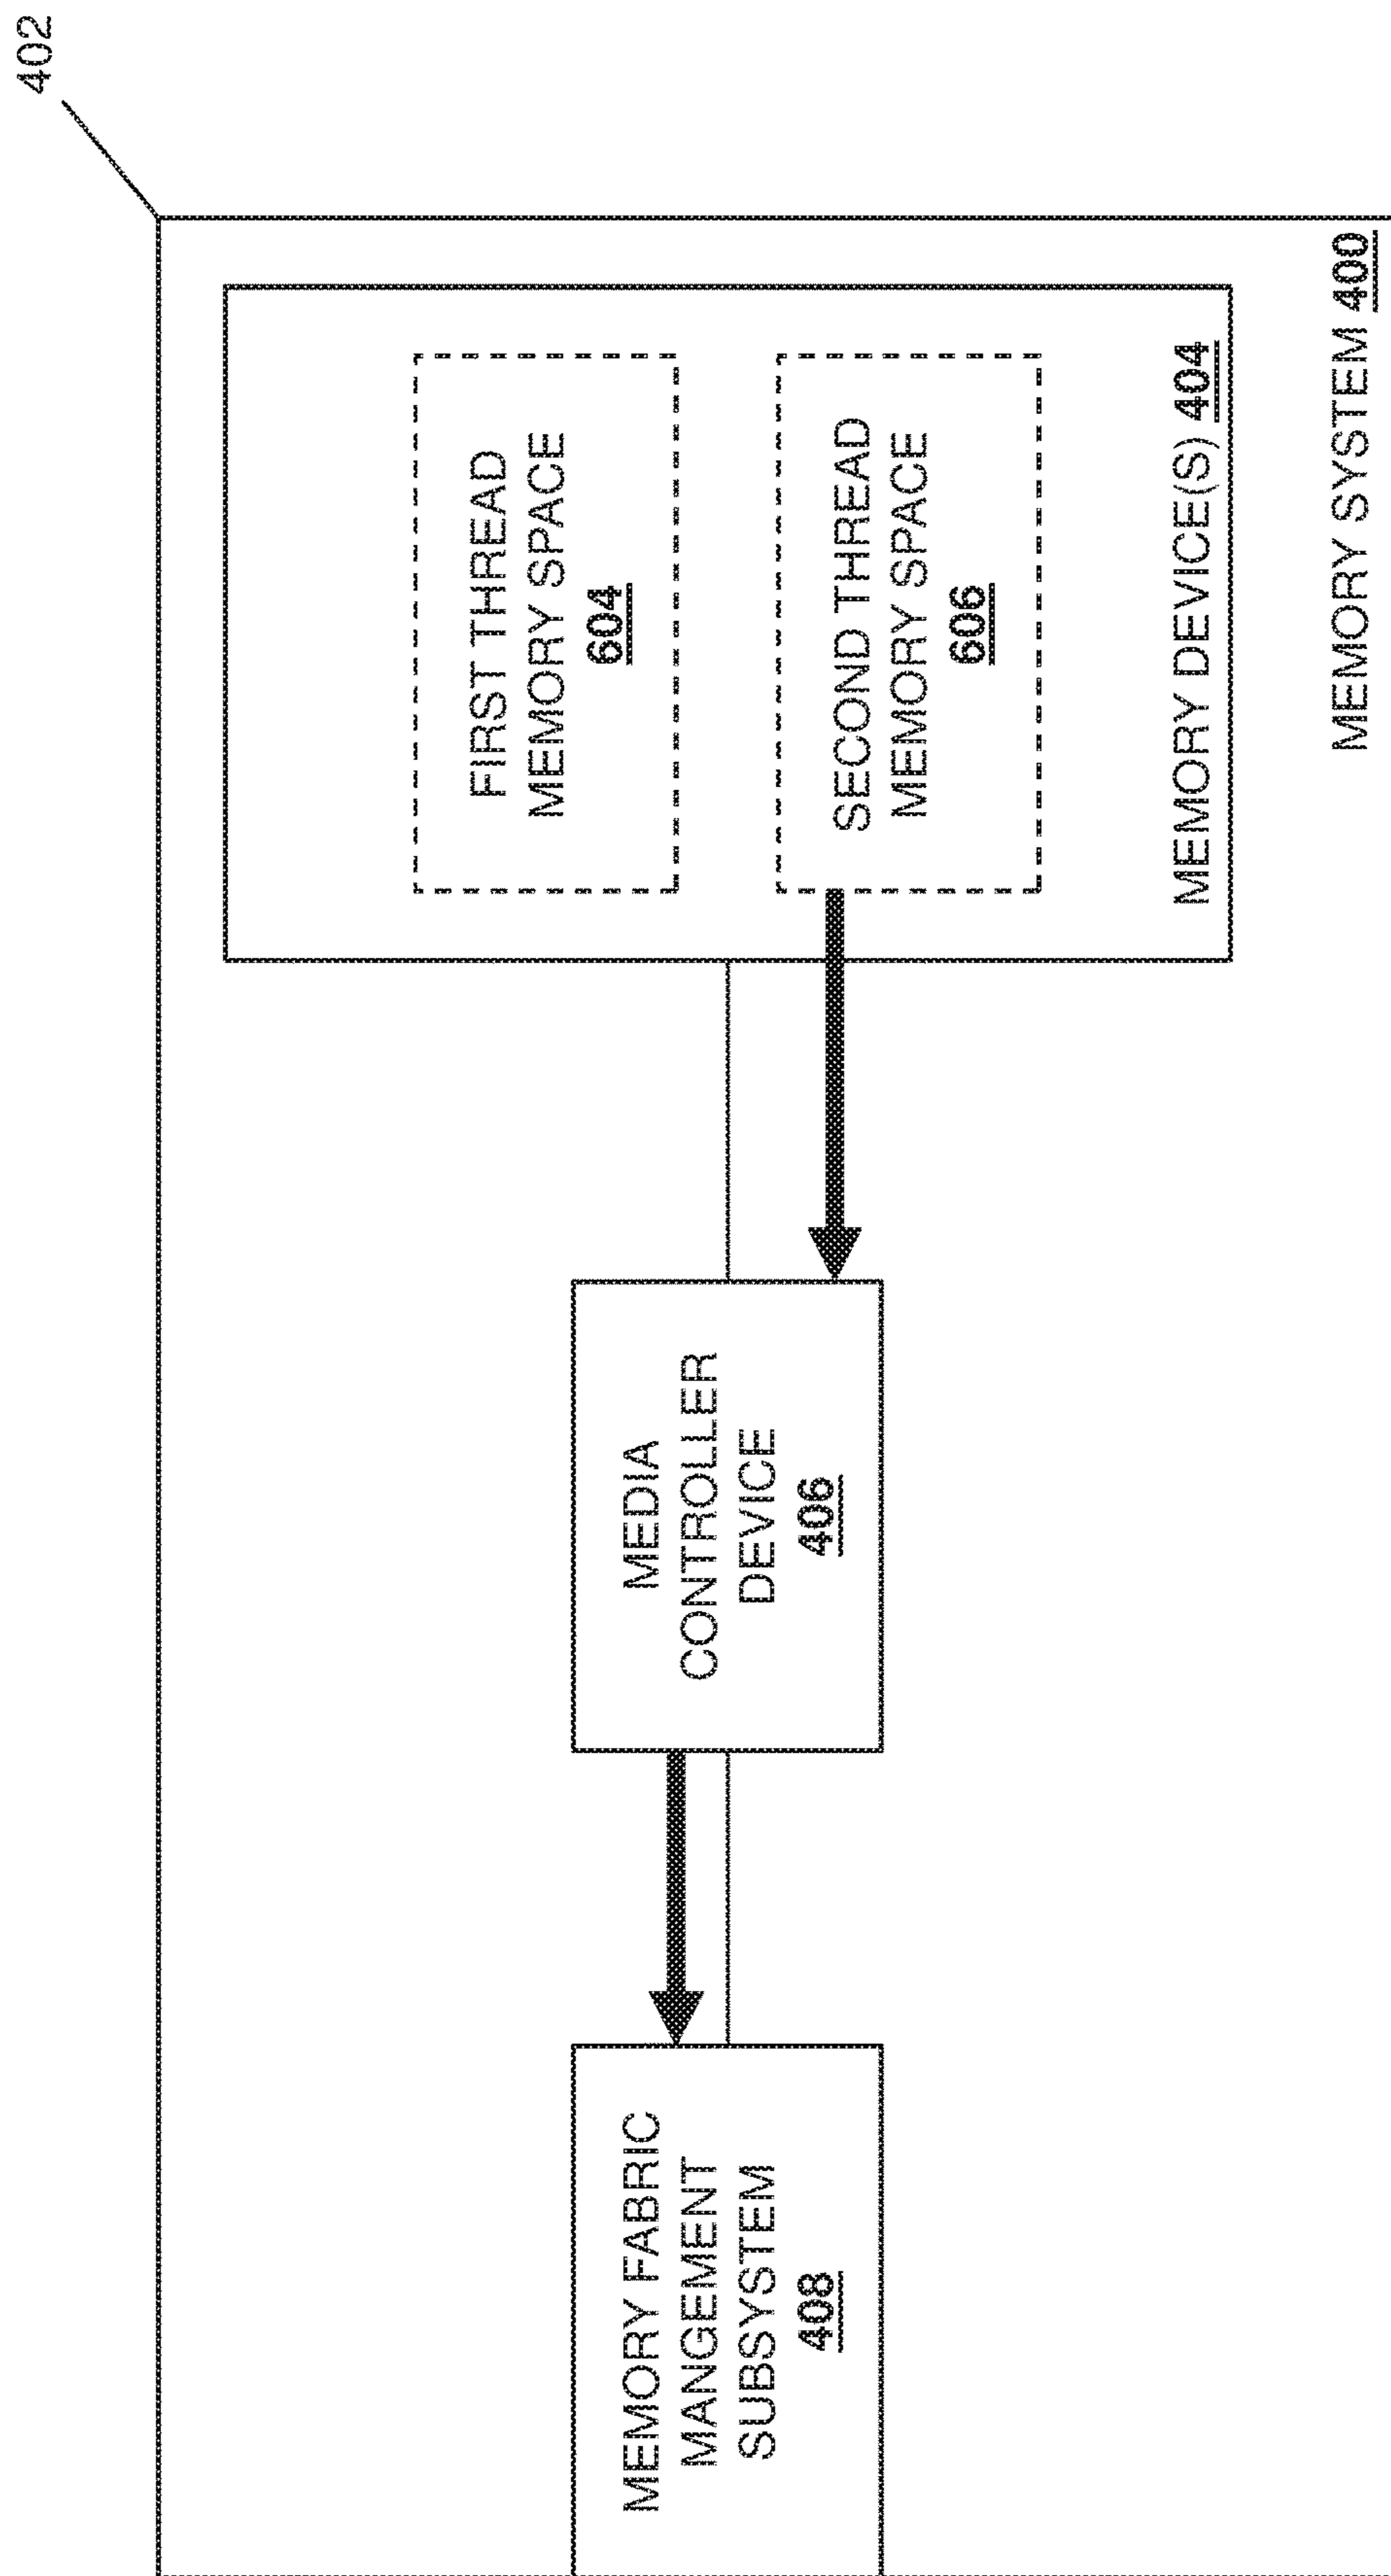 402
MEMORY FABRIC
MANGEMENT
SUBSYSTEM
408
MEDIA
CONTROLLER
DEVICE
406
FIRST THREAD
MEMORY SPACE
604
SECOND THREAD
MEMORY SPACE
606
MEMORY DEVICE(S) 404
MEMORY SYSTEM 400